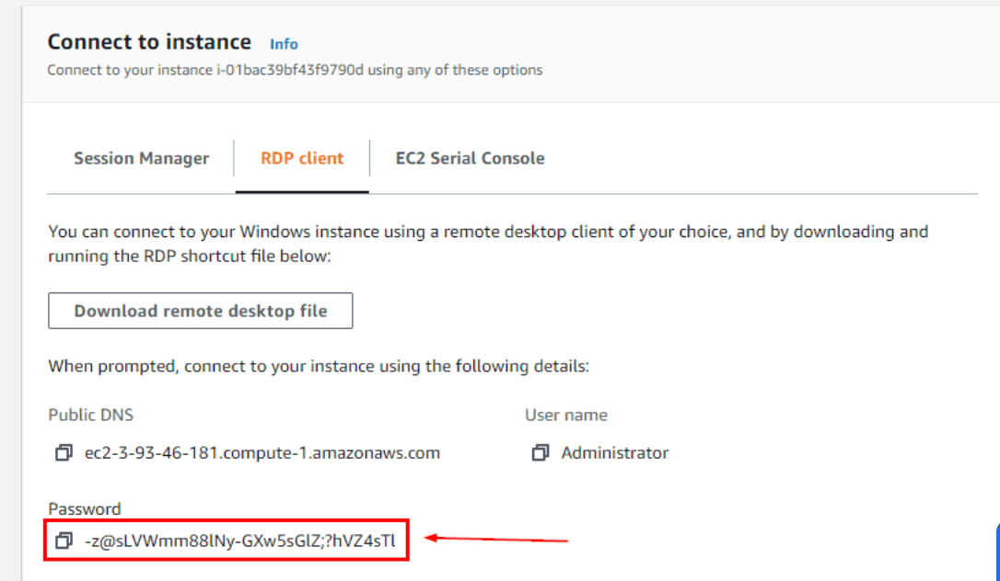 Connect to instance Info
Connect to your instance i-01bac39bf43f9790d using any of these options
Session Manager RDP client EC2 Serial Console
You can connect to your Windows instance using a remote desktop client of your choice, and by downloading and
running the RDP shortcut file below:
Download remote desktop file
When prompted, connect to your instance using the following details:
Public DNS User name
ec2-3-93-46-181.compute-1.amazonaws.com Administrator
Password
-z@sLVWmm88lNy-GXw5sGlZ;?hVZ4sTl